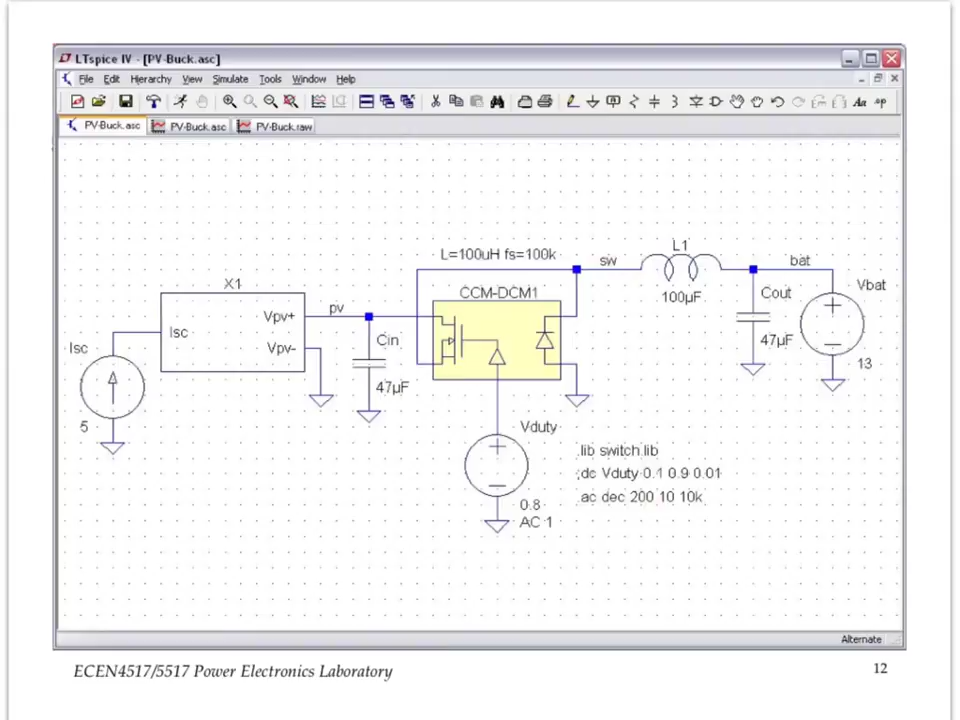 LTspice IV - [PV-Buck.asc]
File Edit Hierarchy View Simulate Tools Window Help
PV-Buck.asc PV-Buck.asc PV-Buck.raw
L=100uH fs=100k
sw
L1
bat
100µF
X1
CCM-DCM1
Cout
Vbat
Isc
Vpv+
pv
Isc
Vpv-
Cin
47µF
13
47µF
5
Vduty
.lib switch.lib
;dc Vduty 0.1 0.9 0.01
.ac dec 200 10 10k
0.8
AC 1
Alternate
ECEN4517/5517 Power Electronics Laboratory
12